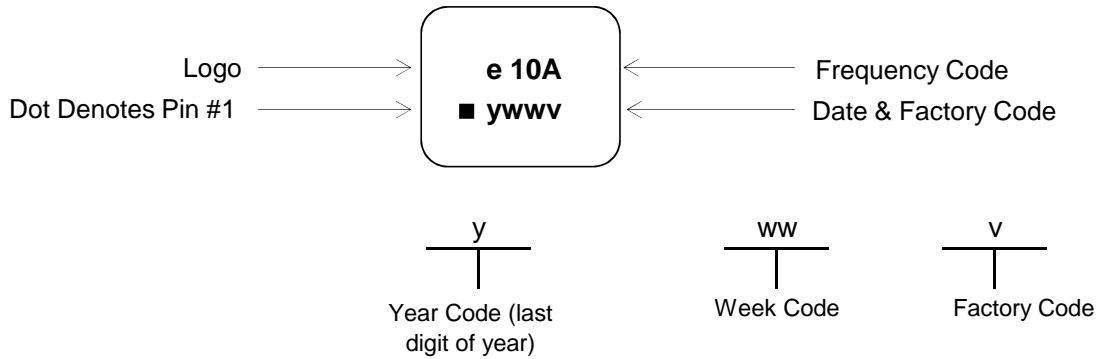 Logo
e 10A
Frequency Code
Dot Denotes Pin #1
■ ywwv
Date & Factory Code
y
ww
v
Year Code (last
digit of year)
Week Code
Factory Code